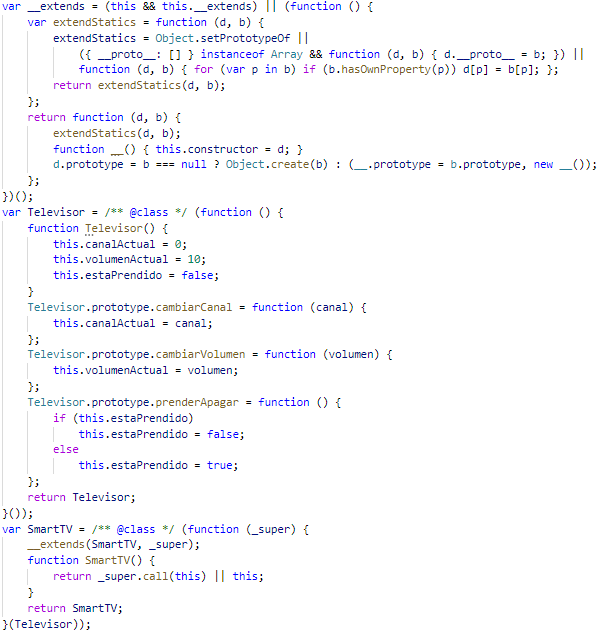 var __extends = (this && this.__extends) || (function () {
    var extendStatics = function (d, b) {
        extendStatics = Object.setPrototypeOf ||
            ({ __proto__: [] } instanceof Array && function (d, b) { d.__proto__ = b; }) ||
            function (d, b) { for (var p in b) if (b.hasOwnProperty(p)) d[p] = b[p]; };
        return extendStatics(d, b);
    };
    return function (d, b) {
        extendStatics(d, b);
        function __() { this.constructor = d; }
        d.prototype = b === null ? Object.create(b) : (__.prototype = b.prototype, new __());
    };
})();
var Televisor = /** @class */ (function () {
    function Televisor() {
        this.canalActual = 0;
        this.volumenActual = 10;
        this.estaPrendido = false;
    }
    Televisor.prototype.cambiarCanal = function (canal) {
        this.canalActual = canal;
    };
    Televisor.prototype.cambiarVolumen = function (volumen) {
        this.volumenActual = volumen;
    };
    Televisor.prototype.prenderApagar = function () {
        if (this.estaPrendido)
            this.estaPrendido = false;
        else
            this.estaPrendido = true;
    };
    return Televisor;
}());
var SmartTV = /** @class */ (function (_super) {
    __extends(SmartTV, _super);
    function SmartTV() {
        return _super.call(this) || this;
    }
    return SmartTV;
}(Televisor));